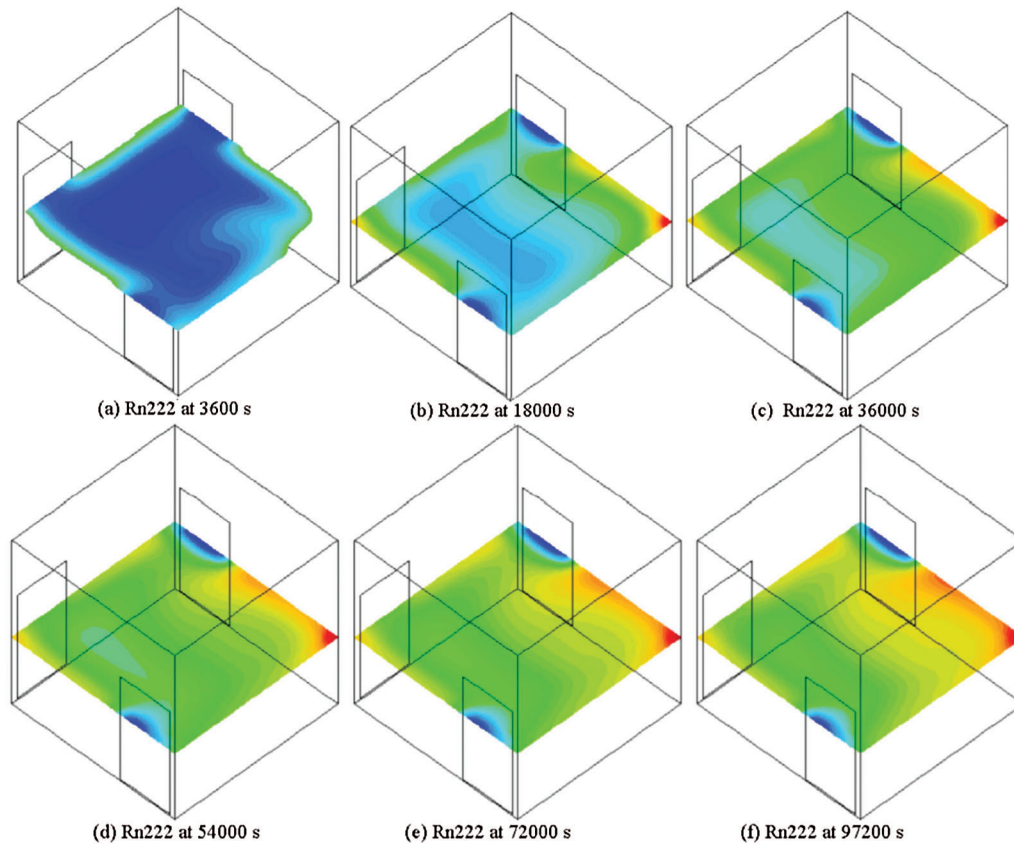 (a) Rn222 at 3600 s
(b) Rn222 at 18000 s
(c) Rn222 at 36000 s
(d) Rn222 at 54000 s
(e) Rn222 at 72000 s
(f) Rn222 at 97200 s